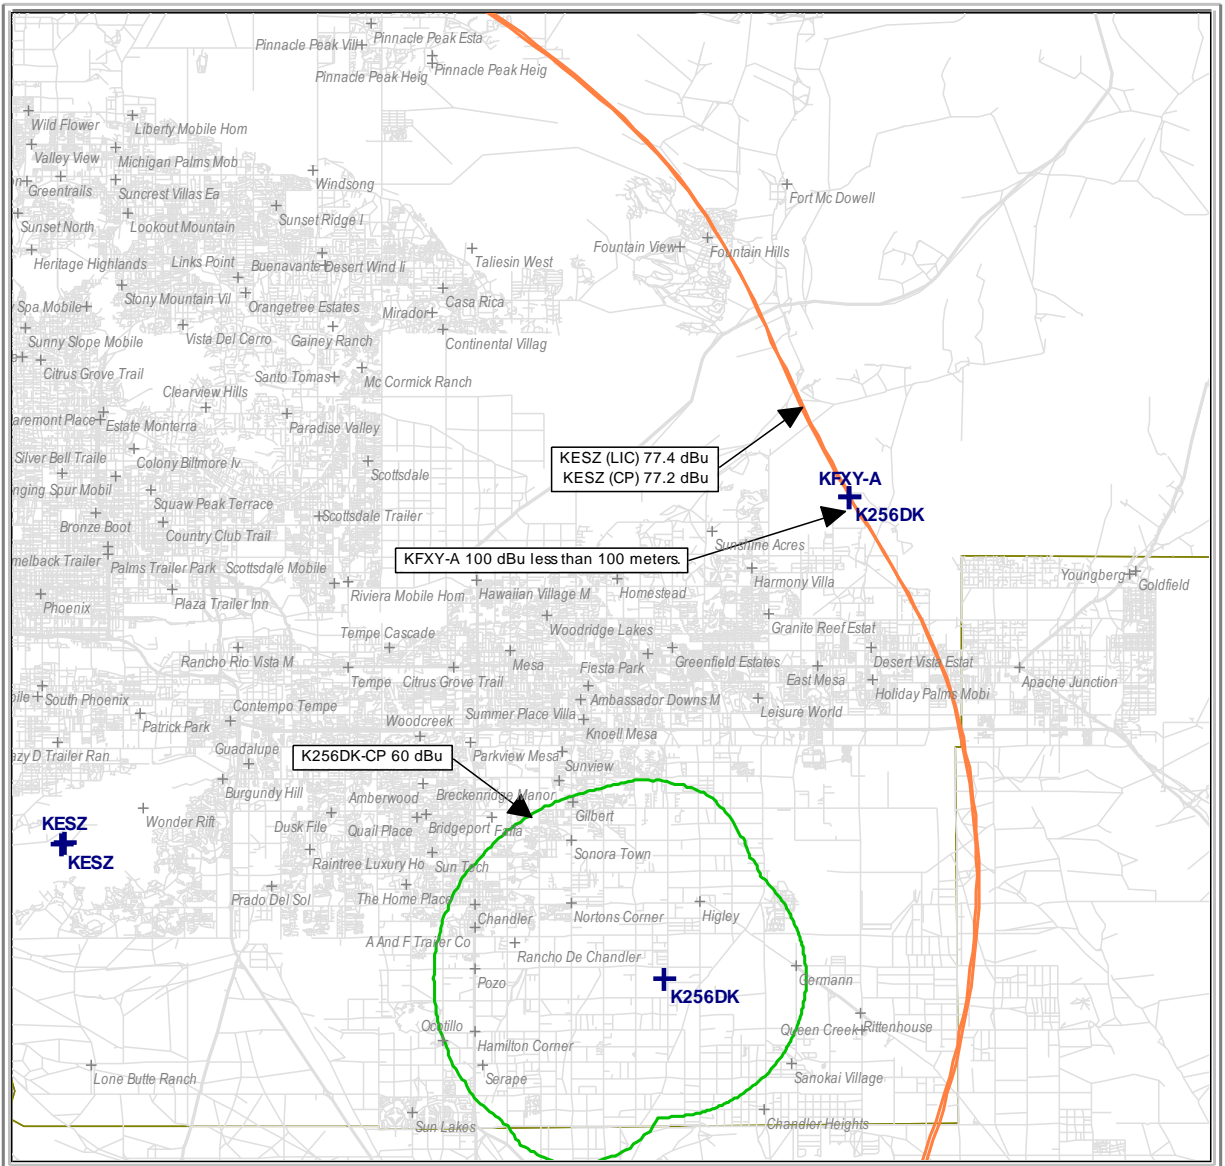 Pinnacle Peak Esta
Pinnacle Peak Vill
Pinnacle Peak Heig
Pinnacle Peak Heig
Wild Flower
Liberty Mobile Hom
Valley View
Michigan Palms Mob
Greentrails
Suncrest Villas Ea
Windsong
Fort Mc Dowell
Sunset North
Lookout Mountain
Sunset Ridge I
Fountain View
Fountain Hills
Heritage Highlands
Links Point
Buenavante
Desert Wind Ii
Taliesin West
Spa Mobile
Stony Mountain Vil
Orangetree Estates
Mirador
Casa Rica
Sunny Slope Mobile
Vista Del Cerro
Gainey Ranch
Continental Villag
Citrus Grove Trail
Clearview Hills
Santo Tomas
Mc Cormick Ranch
aremont Place
Estate Monterra
Paradise Valley
Silver Bell Traile
Colony Biltmore Iv
Scottsdale
KESZ (LIC) 77.4 dBu
KESZ (CP) 77.2 dBu
KFXY-A
K256DK
nging Spur Mobil
Squaw Peak Terrace
Bronze Boot
Country Club Trail
Scottsdale Trailer
Sunshine Acres
KFXY-A 100 dBu less than 100 meters.
melback Trailer
Palms Trailer Park
Scottsdale Mobile
Harmony Villa
Youngberg
Goldfield
Phoenix
Plaza Trailer Inn
Riviera Mobile Hom
Hawaiian Village M
Homestead
Tempe Cascade
Woodridge Lakes
Granite Reef Estat
Rancho Rio Vista M
Mesa
Fiesta Park
Greenfield Estates
Desert Vista Estat
Tempe
Citrus Grove Trail
East Mesa
Apache Junction
South Phoenix
Contempo Tempe
Ambassador Downs M
Holiday Palms Mobi
Patrick Park
Woodcreek
Summer Place Villa
Leisure World
Knoell Mesa
azy D Trailer Ran
Guadalupe
K256DK-CP 60 dBu
Parkview Mesa
Sunview
Burgundy Hill
Amberwood
Breckenridge Manor
Wonder Rift
Dusk File
Quail Place
Bridgeport
Gilbert
KESZ
KESZ
Raintree Luxury Ho
Sun Tech
Sonora Town
Prado Del Sol
The Home Place
Chandler
Nortons Corner
Higley
A And F Trailer Co
Rancho De Chandler
Pozo
Germann
K256DK
Ocotillo
Hamilton Corner
Queen Creek
Rittenhouse
Lone Butte Ranch
Serape
Sanokai Village
Sun Lakes
Chandler Heights